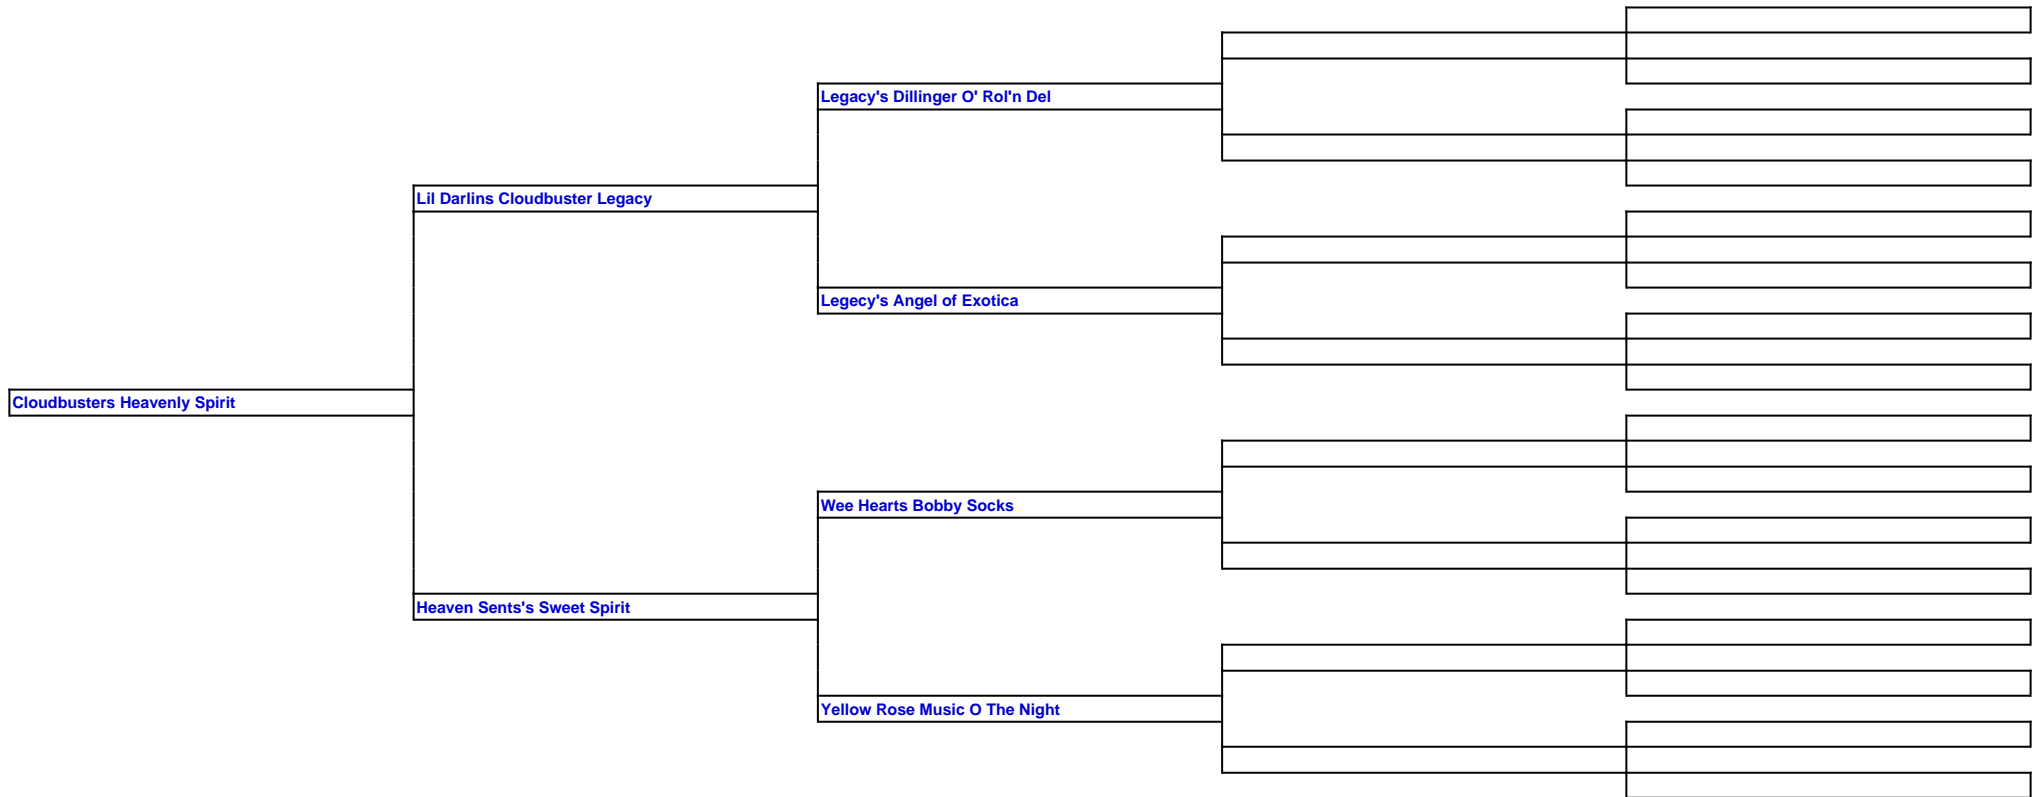 Legacy's Dillinger O' Rol'n Del
Lil Darlins Cloudbuster Legacy
Legecy's Angel of Exotica
Cloudbusters Heavenly Spirit
Wee Hearts Bobby Socks
Heaven Sents's Sweet Spirit
Yellow Rose Music O The Night